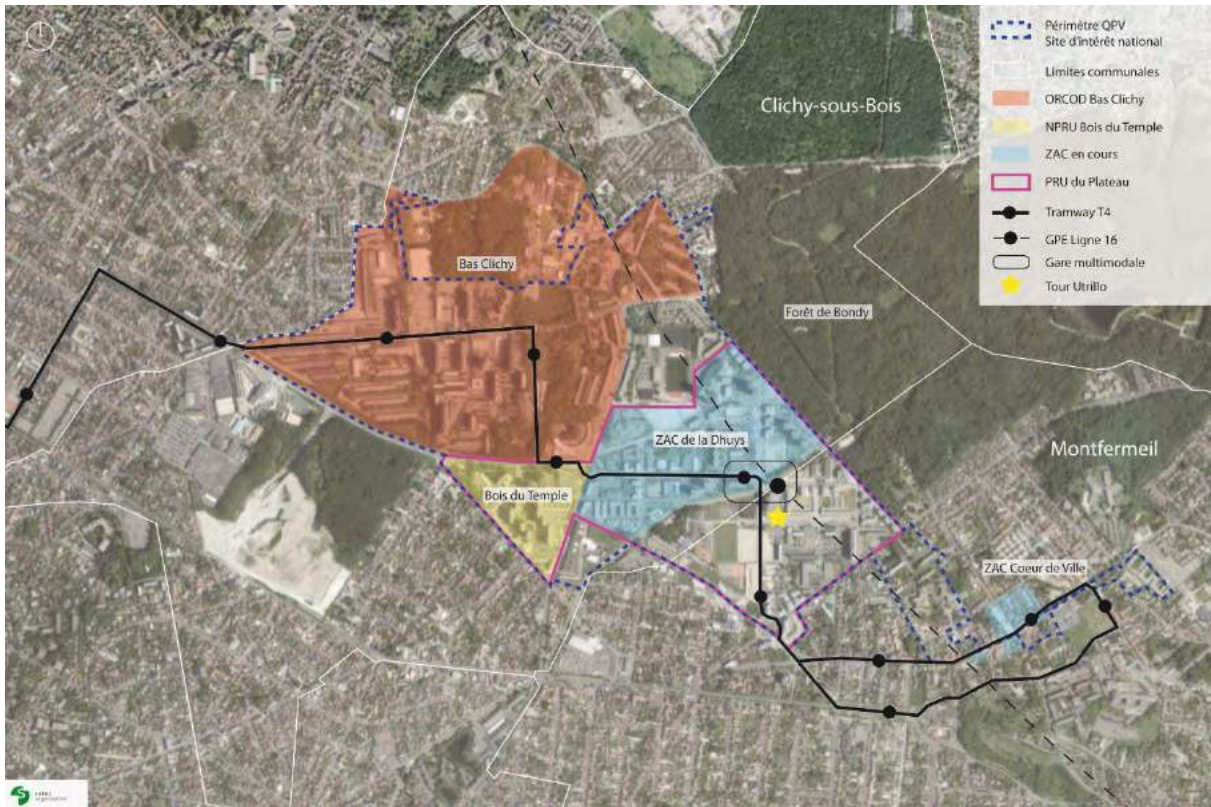 Périmètre QPV
Site d'intérêt national
Limites communales
ORCOD Bas Clichy
NPRU Bois du Temple
ZAC en cours
PRU du Plateau
Tramway T4
GPE Ligne 16
Gare multimodale
Tour Utrillo
Clichy-sous-Bois
Bas Clichy
Forêt de Bondy
ZAC de la Dhuys
Montfermeil
Bois du Temple
ZAC Coeur de Ville